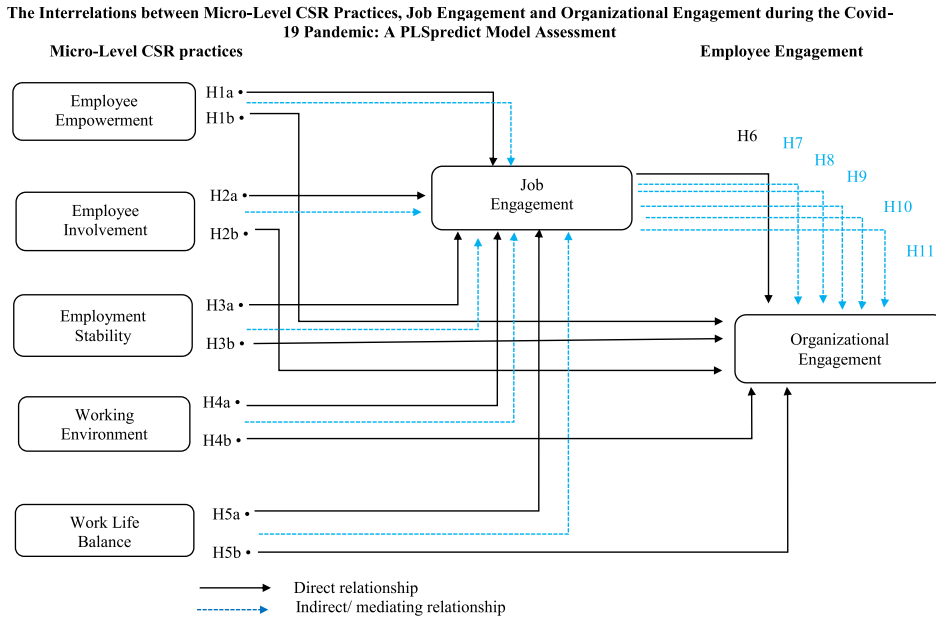 The Interrelations between Micro-Level CSR Practices, Job Engagement and Organizational Engagement during the Covid-
19 Pandemic: A PLSpredict Model Assessment
Micro-Level CSR practices
Employee Engagement
Employee
Empowerment
H1a •
H1b •
Employee
Involvement
H2a •
H2b •
Employment
Stability
H3a •
H3b •
Working
Environment
H4a •
H4b •
Work Life
Balance
H5a •
H5b •
Job
Engagement
H6
H7
H8
H9
H10
H11
Organizational
Engagement
Direct relationship
Indirect/ mediating relationship